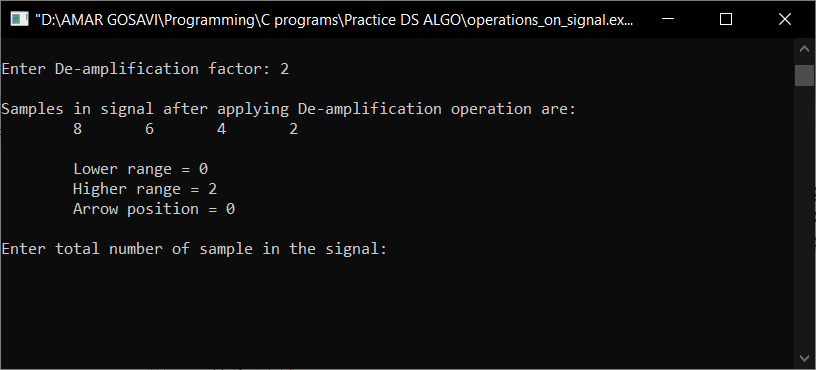 "D:\AMAR GOSAVI\Programming\C programs\Practice DS ALGO\operations_on_signal.ex...
Enter De-amplification factor: 2
Samples in signal after applying De-amplification operation are:
8 6 4 2
Lower range = 0
Higher range = 2
Arrow position = 0
Enter total number of sample in the signal: